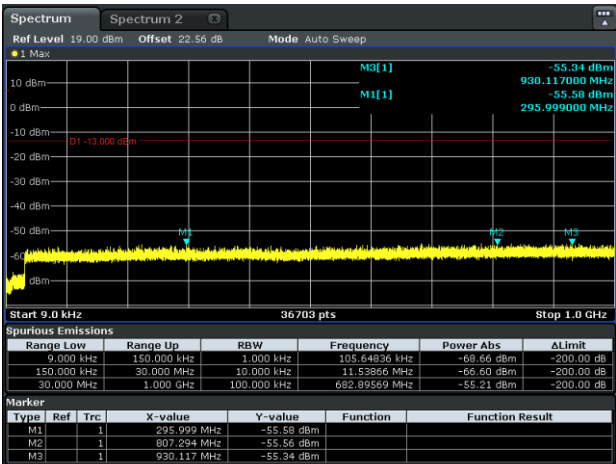 Spectrum Spectrum 2
Ref Level 19.00 dBm Offset 22.56 dB Mode Auto Sweep
1 Max
M3[1] -55.34 dBm
930.117000 MHz
M1[1] -55.58 dBm
295.999000 MHz
10 dBm
0 dBm
-10 dBm
D1 -13.000 dBm
-20 dBm
-30 dBm
-40 dBm
-50 dBm
M1 M2 M3
-60
dBm
Start 9.0 kHz 36703 pts Stop 1.0 GHz
Spurious Emissions
Range Low Range Up RBW Frequency Power Abs ΔLimit
9.000 kHz 150.000 kHz 1.000 kHz 105.64836 kHz -68.66 dBm -200.00 dB
150.000 kHz 30.000 MHz 10.000 kHz 11.53866 MHz -66.60 dBm -200.00 dB
30.000 MHz 1.000 GHz 100.000 kHz 682.89569 MHz -55.21 dBm -200.00 dB
Marker
Type Ref Trc X-value Y-value Function Function Result
M1 1 295.999 MHz -55.58 dBm
M2 1 807.294 MHz -55.56 dBm
M3 1 930.117 MHz -55.34 dBm